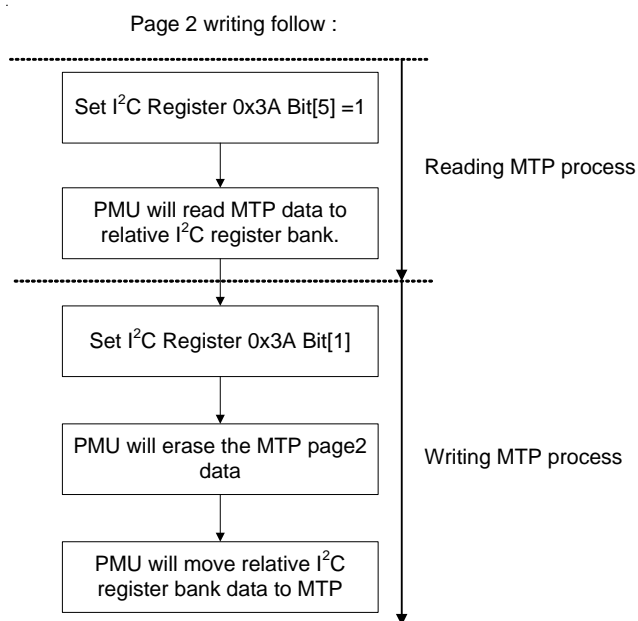 Page 2 writing follow :
Set I²C Register 0x3A Bit[5] =1
Reading MTP process
PMU will read MTP data to
relative I²C register bank.
Set I²C Register 0x3A Bit[1]
PMU will erase the MTP page2
data
Writing MTP process
PMU will move relative I²C
register bank data to MTP